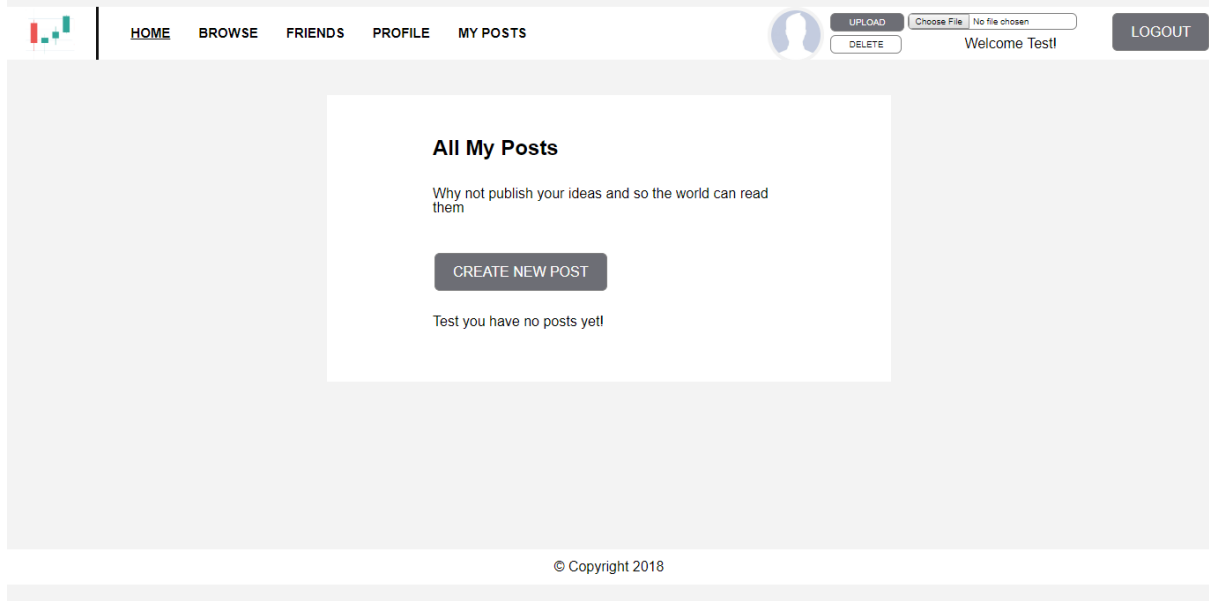 HOME BROWSE FRIENDS PROFILE MY POSTS
UPLOAD
Choose File No file chosen
DELETE
Welcome Test!
LOGOUT
All My Posts
Why not publish your ideas and so the world can read
them
CREATE NEW POST
Test you have no posts yet!
© Copyright 2018